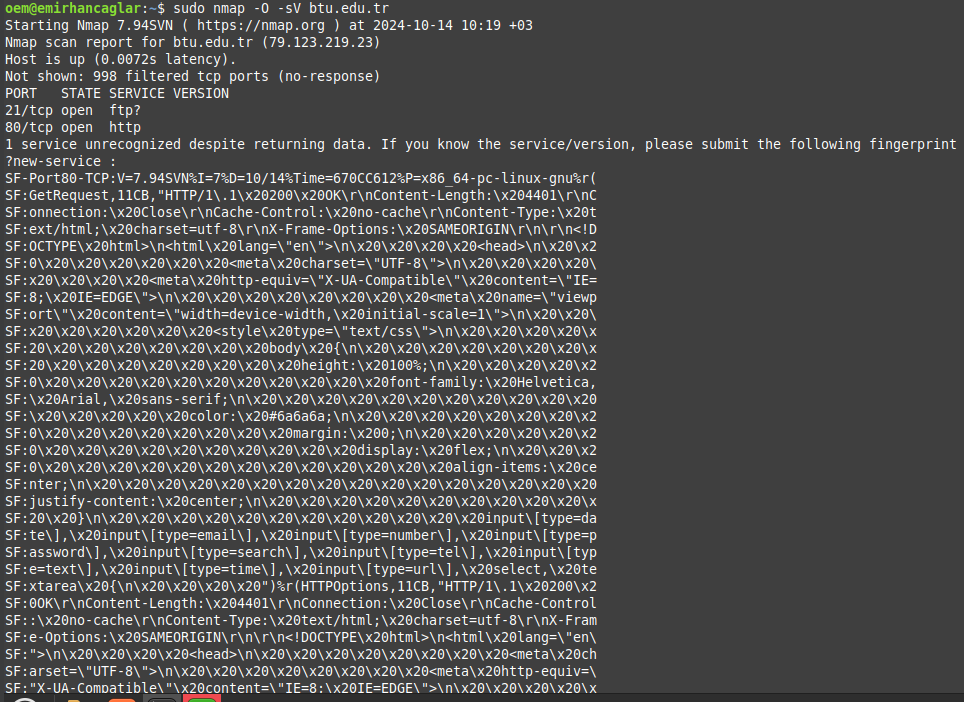 oem@emirhancaglar:~$ sudo nmap -O -sV btu.edu.tr
Starting Nmap 7.94SVN ( https://nmap.org ) at 2024-10-14 10:19 +03
Nmap scan report for btu.edu.tr (79.123.219.23)
Host is up (0.0072s latency).
Not shown: 998 filtered tcp ports (no-response)
PORT   STATE SERVICE VERSION
21/tcp open  ftp?
80/tcp open  http
1 service unrecognized despite returning data. If you know the service/version, please submit the following fingerprint
?new-service :
SF-Port80-TCP:V=7.94SVN%I=7%D=10/14%Time=670CC612%P=x86_64-pc-linux-gnu%r(
SF:GetRequest,11CB,"HTTP/1\.1\x20200\x20OK\r\nContent-Length:\x204401\r\nC
SF:onnection:\x20Close\r\nCache-Control:\x20no-cache\r\nContent-Type:\x20t
SF:ext/html;\x20charset=utf-8\r\nX-Frame-Options:\x20SAMEORIGIN\r\n\r\n<!D
SF:OCTYPE\x20html>\n<html\x20lang=\"en\">\n\x20\x20\x20\x20<head>\n\x20\x2
SF:0\x20\x20\x20\x20\x20\x20<meta\x20charset=\"UTF-8\">\n\x20\x20\x20\x20\
SF:x20\x20\x20\x20<meta\x20http-equiv=\"X-UA-Compatible\"\x20content=\"IE=
SF:8;\x20IE=EDGE\">\n\x20\x20\x20\x20\x20\x20\x20\x20<meta\x20name=\"viewp
SF:ort\"\x20content=\"width=device-width,\x20initial-scale=1\">\n\x20\x20\
SF:x20\x20\x20\x20\x20\x20<style\x20type=\"text/css\">\n\x20\x20\x20\x20\x
SF:20\x20\x20\x20\x20\x20\x20\x20body\x20{\n\x20\x20\x20\x20\x20\x20\x20\x
SF:20\x20\x20\x20\x20\x20\x20\x20\x20height:\x20100%;\n\x20\x20\x20\x20\x2
SF:0\x20\x20\x20\x20\x20\x20\x20\x20\x20\x20\x20font-family:\x20Helvetica,
SF:\x20Arial,\x20sans-serif;\n\x20\x20\x20\x20\x20\x20\x20\x20\x20\x20\x20
SF:\x20\x20\x20\x20\x20color:\x20#6a6a6a;\n\x20\x20\x20\x20\x20\x20\x20\x2
SF:0\x20\x20\x20\x20\x20\x20\x20\x20margin:\x200;\n\x20\x20\x20\x20\x20\x2
SF:0\x20\x20\x20\x20\x20\x20\x20\x20\x20\x20display:\x20flex;\n\x20\x20\x2
SF:0\x20\x20\x20\x20\x20\x20\x20\x20\x20\x20\x20\x20\x20align-items:\x20ce
SF:nter;\n\x20\x20\x20\x20\x20\x20\x20\x20\x20\x20\x20\x20\x20\x20\x20\x20
SF:justify-content:\x20center;\n\x20\x20\x20\x20\x20\x20\x20\x20\x20\x20\x
SF:20\x20}\n\x20\x20\x20\x20\x20\x20\x20\x20\x20\x20\x20\x20input\[type=da
SF:te\],\x20input\[type=email\],\x20input\[type=number\],\x20input\[type=p
SF:assword\],\x20input\[type=search\],\x20input\[type=tel\],\x20input\[typ
SF:e=text\],\x20input\[type=time\],\x20input\[type=url\],\x20select,\x20te
SF:xtarea\x20{\n\x20\x20\x20\x20")%r(HTTPOptions,11CB,"HTTP/1\.1\x20200\x2
SF:0OK\r\nContent-Length:\x204401\r\nConnection:\x20Close\r\nCache-Control
SF::\x20no-cache\r\nContent-Type:\x20text/html;\x20charset=utf-8\r\nX-Fram
SF:e-Options:\x20SAMEORIGIN\r\n\r\n<!DOCTYPE\x20html>\n<html\x20lang=\"en\
SF:">\n\x20\x20\x20\x20<head>\n\x20\x20\x20\x20\x20\x20\x20\x20<meta\x20ch
SF:arset=\"UTF-8\">\n\x20\x20\x20\x20\x20\x20\x20\x20<meta\x20http-equiv=\
SF:"X-UA-Compatible\"\x20content=\"IE=8;\x20IE=EDGE\">\n\x20\x20\x20\x20\x